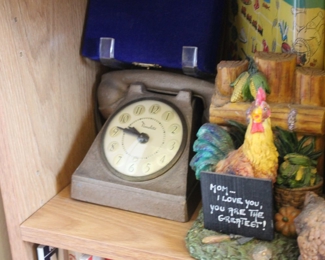 MOM-
I LOVE YOU,
YOU ARE THE
GREATEST!